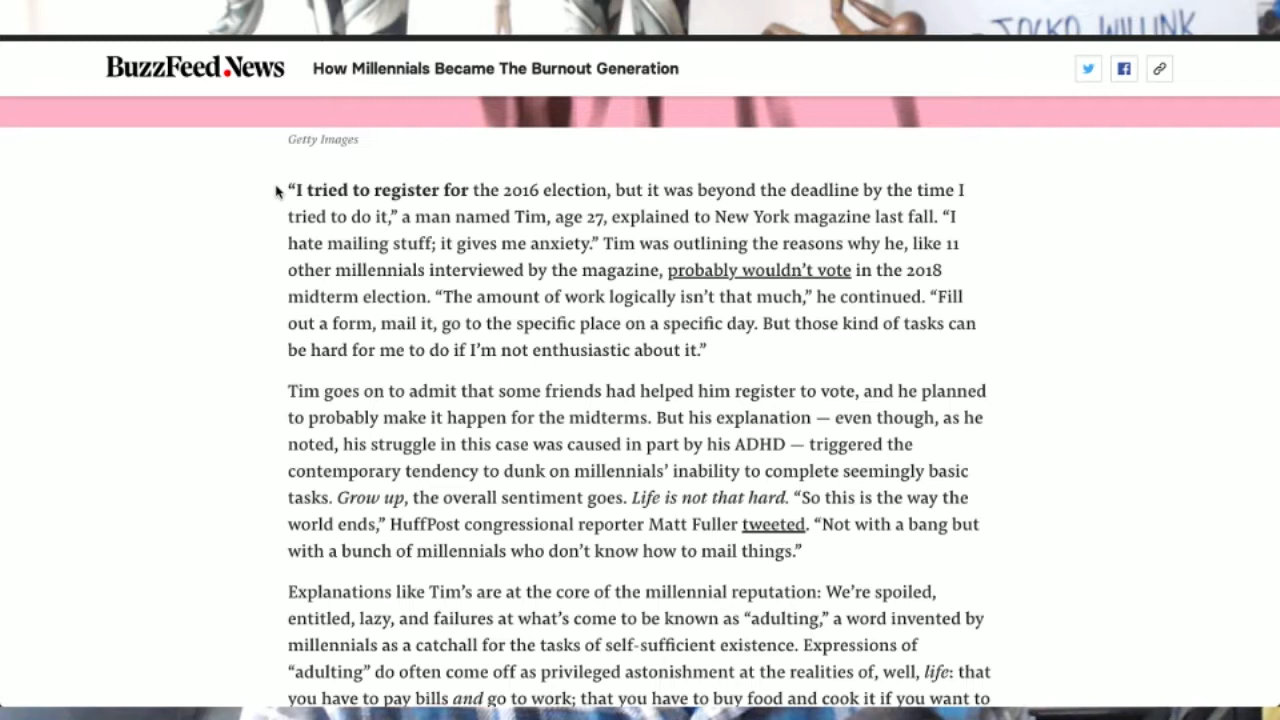 JOCKO WILLINK
BuzzFeed News
How Millennials Became The Burnout Generation
Getty Images
“I tried to register for the 2016 election, but it was beyond the deadline by the time I
tried to do it,” a man named Tim, age 27, explained to New York magazine last fall. “I
hate mailing stuff; it gives me anxiety.” Tim was outlining the reasons why he, like 11
other millennials interviewed by the magazine, probably wouldn’t vote in the 2018
midterm election. “The amount of work logically isn’t that much,” he continued. “Fill
out a form, mail it, go to the specific place on a specific day. But those kind of tasks can
be hard for me to do if I’m not enthusiastic about it.”
Tim goes on to admit that some friends had helped him register to vote, and he planned
to probably make it happen for the midterms. But his explanation — even though, as he
noted, his struggle in this case was caused in part by his ADHD — triggered the
contemporary tendency to dunk on millennials’ inability to complete seemingly basic
tasks. Grow up, the overall sentiment goes. Life is not that hard. “So this is the way the
world ends,” HuffPost congressional reporter Matt Fuller tweeted. “Not with a bang but
with a bunch of millennials who don’t know how to mail things.”
Explanations like Tim’s are at the core of the millennial reputation: We’re spoiled,
entitled, lazy, and failures at what’s come to be known as “adulting,” a word invented by
millennials as a catchall for the tasks of self-sufficient existence. Expressions of
“adulting” do often come off as privileged astonishment at the realities of, well, life: that
you have to pay bills and go to work; that you have to buy food and cook it if you want to